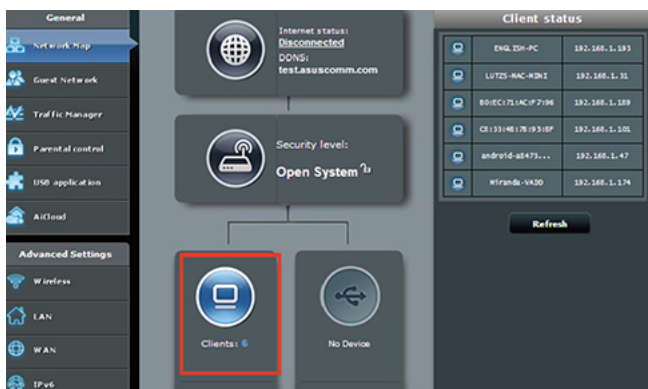 General
Network Map
Guest Network
Traffic Manager
Parental control
USB application
AiCloud
Advanced Settings
Wireless
LAN
WAN
IPv6
Internet status:
Disconnected
DDNS:
test.asuscomm.com
Security level:
Open System
Clients: 6
No Device
Client status
ENGLISH-PC 192.168.1.193
LUTZS-MAC-MINI 192.168.1.31
192.168.1.189
192.168.1.101
android-a8473... 192.168.1.47
Miranda-VAIO 192.168.1.174
Refresh